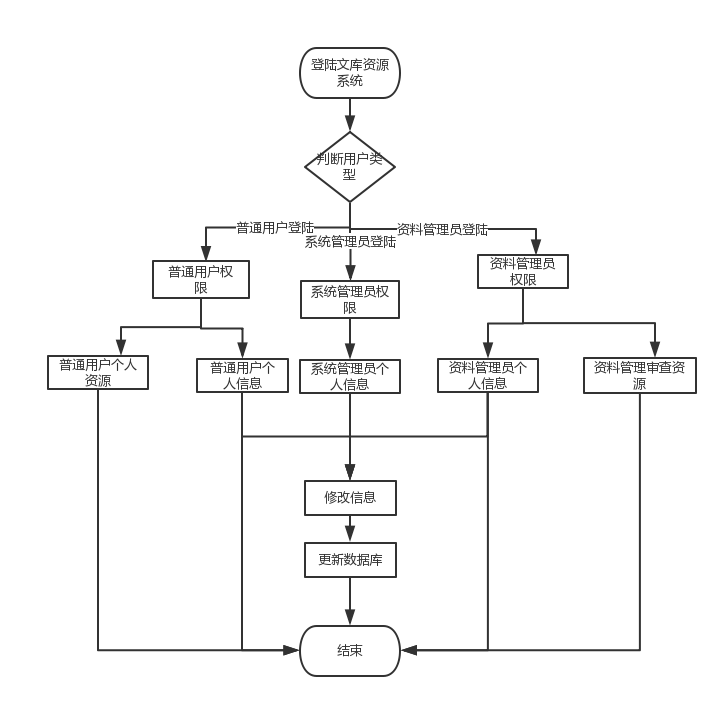 登陆文库资源
系统
判断用户类
型
普通用户登陆
系统管理员登陆
资料管理员登陆
普通用户权
限
系统管理员权
限
资料管理员
权限
普通用户个人
资源
普通用户个
人信息
系统管理员个
人信息
资料管理员个
人信息
资料管理审查资
源
修改信息
更新数据库
结束